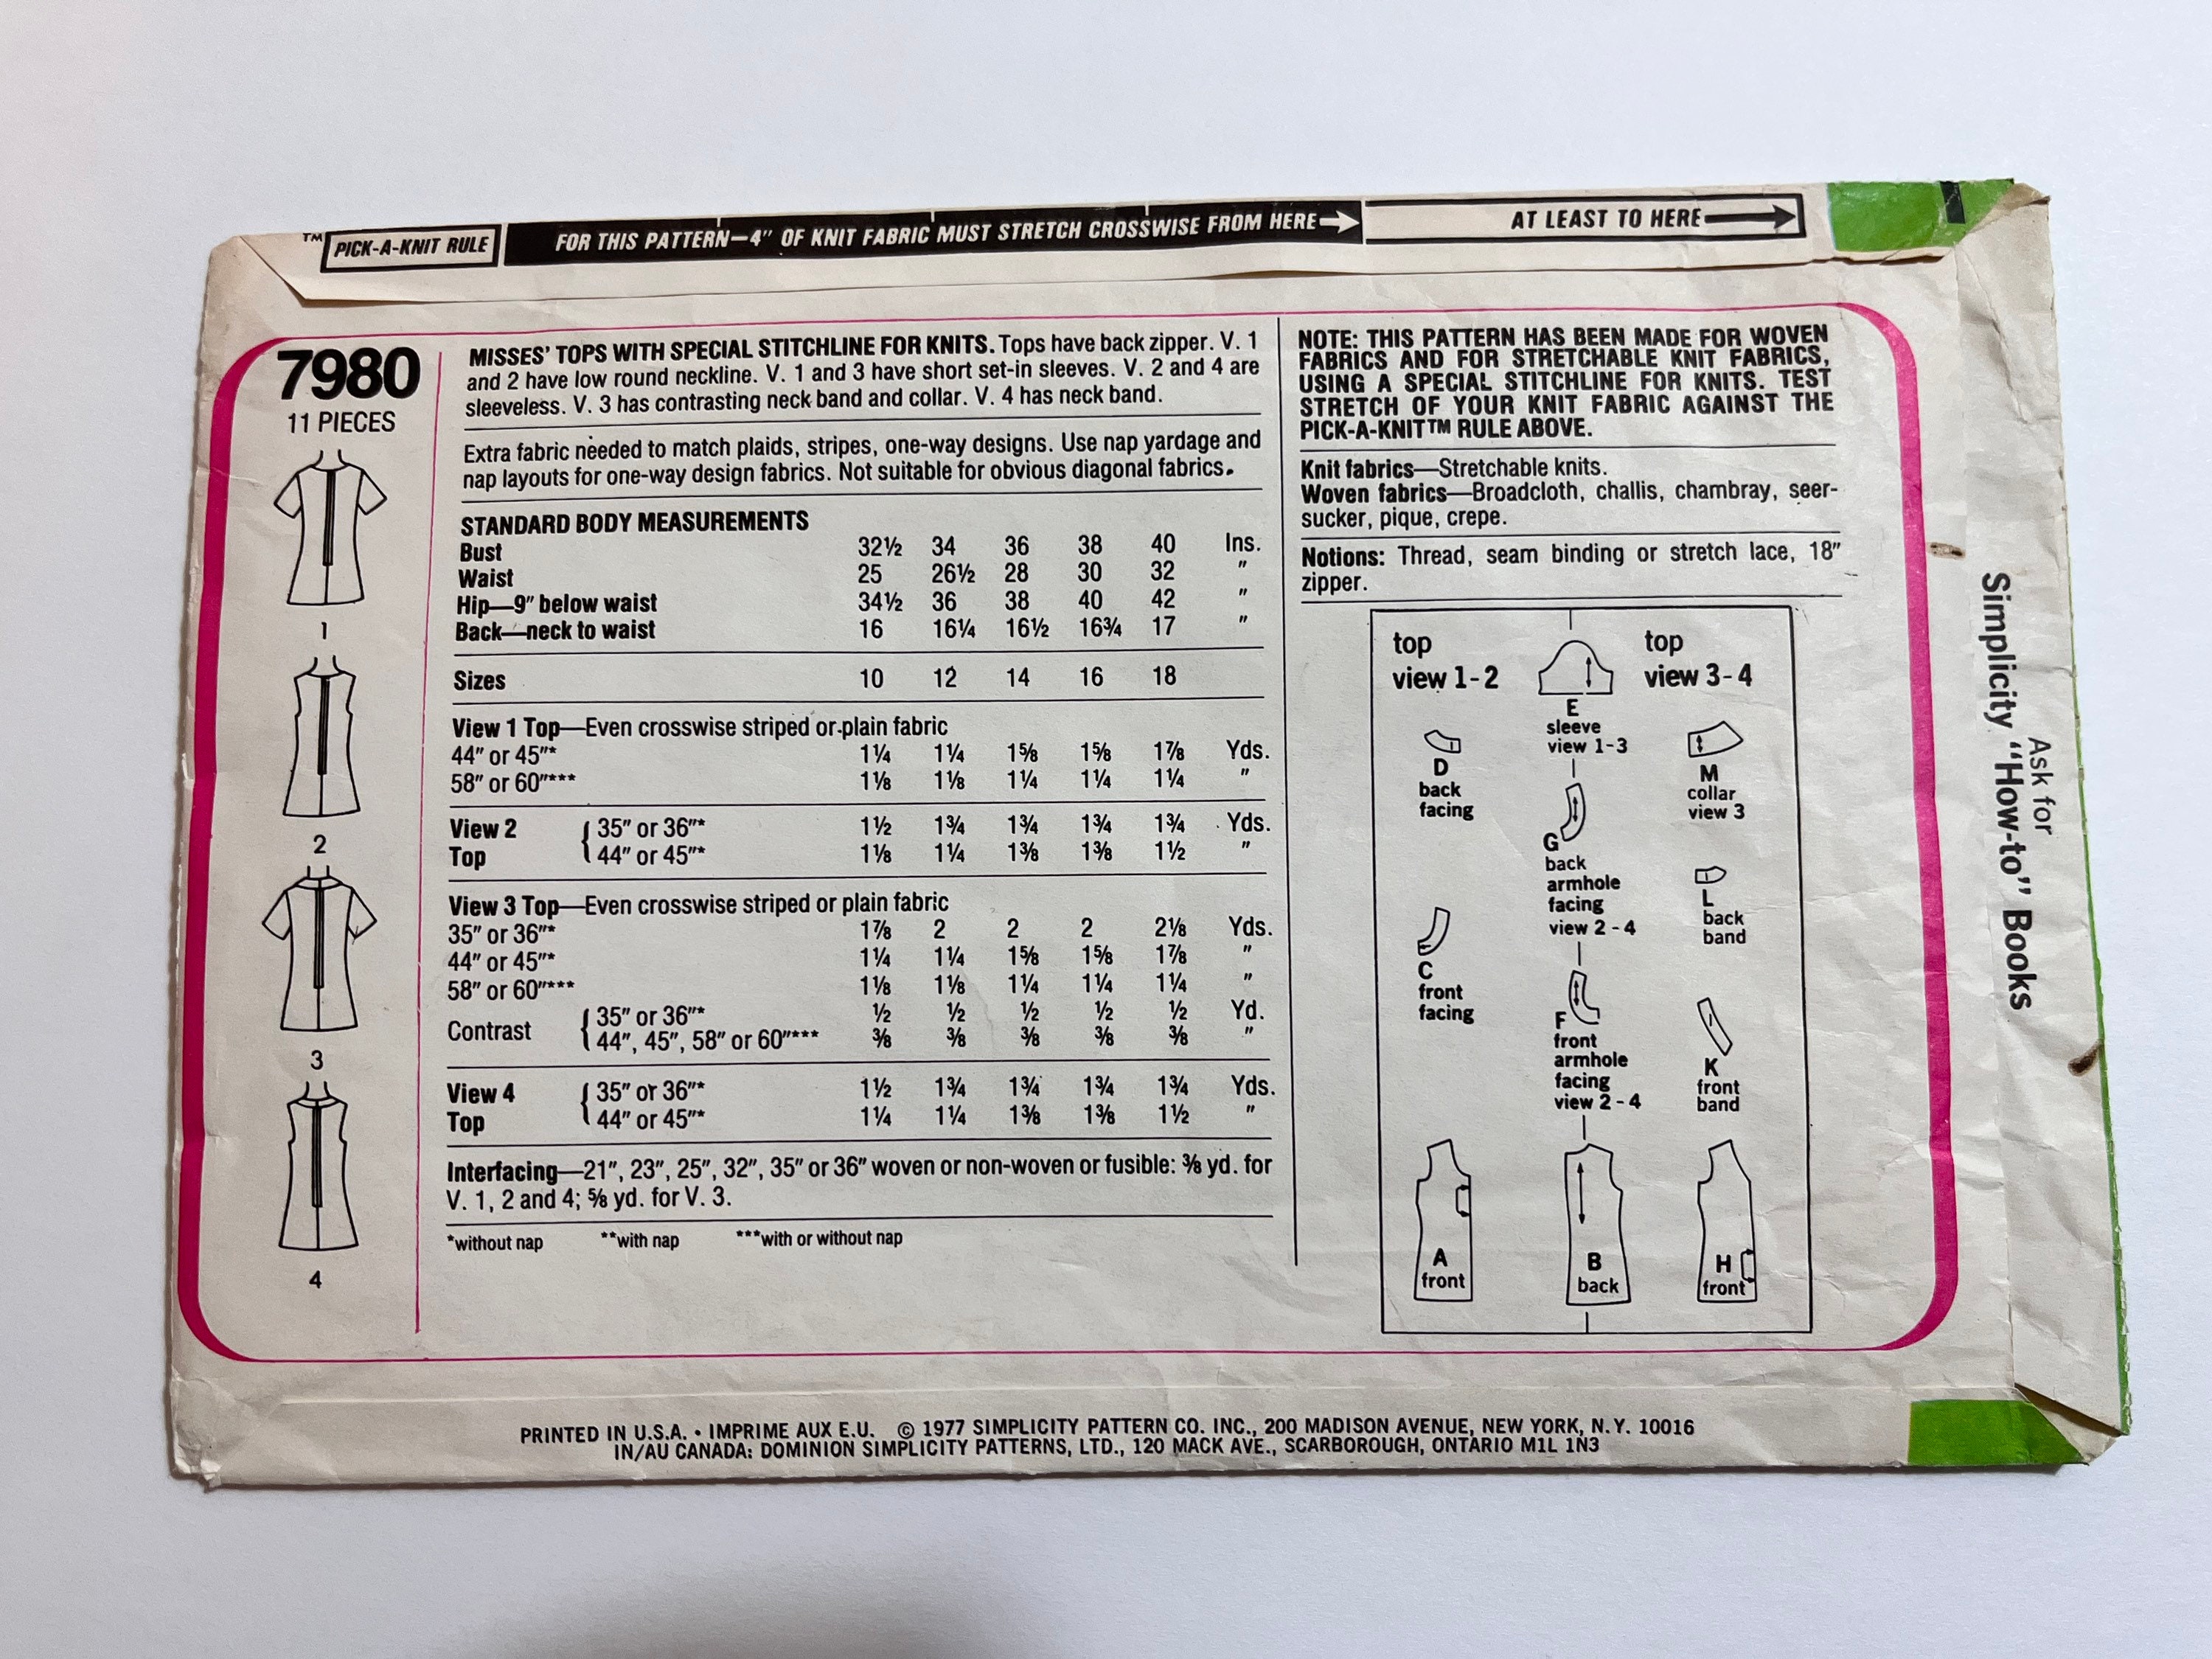 ™ PICK-A-KNIT RULE FOR THIS PATTERN—4" OF KNIT FABRIC MUST STRETCH CROSSWISE FROM HERE AT LEAST TO HERE
7980
11 PIECES
1
2
3
4
MISSES' TOPS WITH SPECIAL STITCHLINE FOR KNITS. Tops have back zipper. V. 1
and 2 have low round neckline. V. 1 and 3 have short set-in sleeves. V. 2 and 4 are
sleeveless. V. 3 has contrasting neck band and collar. V. 4 has neck band.
Extra fabric needed to match plaids, stripes, one-way designs. Use nap yardage and
nap layouts for one-way design fabrics. Not suitable for obvious diagonal fabrics.
STANDARD BODY MEASUREMENTS
Bust 32½ 34 36 38 40 Ins.
Waist 25 26½ 28 30 32 "
Hip—9" below waist 34½ 36 38 40 42 "
Back—neck to waist 16 16¼ 16½ 16¾ 17 "
Sizes 10 12 14 16 18
View 1 Top—Even crosswise striped or plain fabric
44" or 45"* 1¼ 1¼ 1⅝ 1⅝ 1⅞ Yds.
58" or 60"*** 1⅛ 1⅛ 1¼ 1¼ 1¼ "
View 2 { 35" or 36"* 1½ 1¾ 1¾ 1¾ 1¾ Yds.
Top 44" or 45"* 1⅛ 1¼ 1⅜ 1⅜ 1½ "
View 3 Top—Even crosswise striped or plain fabric
35" or 36"* 1⅞ 2 2 2 2⅛ Yds.
44" or 45"* 1¼ 1¼ 1⅝ 1⅝ 1⅞ "
58" or 60"*** 1⅛ 1⅛ 1¼ 1¼ 1¼ "
Contrast { 35" or 36"* ½ ½ ½ ½ ½ Yd.
44", 45", 58" or 60"*** ⅜ ⅜ ⅜ ⅜ ⅜ "
View 4 { 35" or 36"* 1½ 1¾ 1¾ 1¾ 1¾ Yds.
Top 44" or 45"* 1¼ 1¼ 1⅜ 1⅜ 1½ "
Interfacing—21", 23", 25", 32", 35" or 36" woven or non-woven or fusible: ⅜ yd. for
V. 1, 2 and 4; ⅝ yd. for V. 3.
*without nap **with nap ***with or without nap
NOTE: THIS PATTERN HAS BEEN MADE FOR WOVEN
FABRICS AND FOR STRETCHABLE KNIT FABRICS,
USING A SPECIAL STITCHLINE FOR KNITS. TEST
STRETCH OF YOUR KNIT FABRIC AGAINST THE
PICK-A-KNIT™ RULE ABOVE.
Knit fabrics—Stretchable knits.
Woven fabrics—Broadcloth, challis, chambray, seer-
sucker, pique, crepe.
Notions: Thread, seam binding or stretch lace, 18"
zipper.
top
view 1-2
D
back
facing
C
front
facing
A
front
E
sleeve
view 1-3
G
back
armhole
facing
view 2 - 4
F
front
armhole
facing
view 2 - 4
B
back
top
view 3-4
M
collar
view 3
L
back
band
K
front
band
H
front
Ask for
Simplicity "How-to" Books
PRINTED IN U.S.A. • IMPRIME AUX E.U. © 1977 SIMPLICITY PATTERN CO. INC., 200 MADISON AVENUE, NEW YORK, N.Y. 10016
IN/AU CANADA: DOMINION SIMPLICITY PATTERNS, LTD., 120 MACK AVE., SCARBOROUGH, ONTARIO M1L 1N3